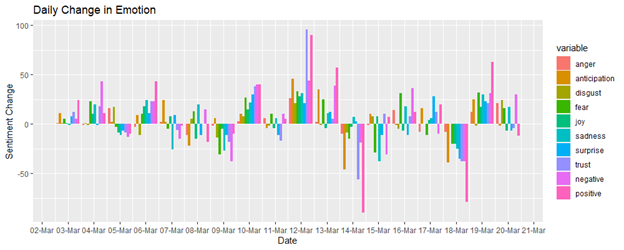 Daily Change in Emotion
100
50
0
-50
Sentiment Change
02-Mar 03-Mar 04-Mar 05-Mar 06-Mar 07-Mar 08-Mar 09-Mar 10-Mar 11-Mar 12-Mar 13-Mar 14-Mar 15-Mar 16-Mar 17-Mar 18-Mar 19-Mar 20-Mar 21-Mar
Date
variable
anger
anticipation
disgust
fear
joy
sadness
surprise
trust
negative
positive